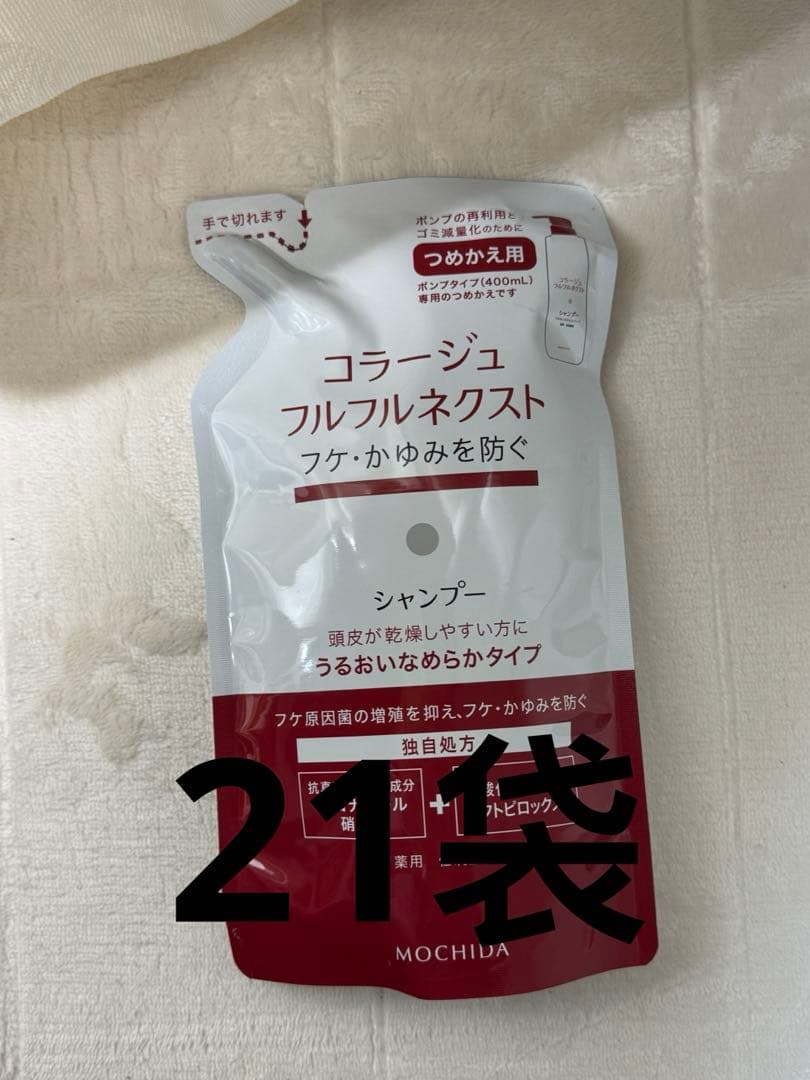 手で切れます
ポンプの再利用と
ゴミ減量化のために
つめかえ用
ポンプタイプ(400mL)
専用のつめかえです
コラージュ
フルフルネクスト
シャンプー
コラージュ
フルフルネクスト
フケ・かゆみを防ぐ
シャンプー
頭皮が乾燥しやすい方に
うるおいなめらかタイプ
フケ原因菌の増殖を抑え、フケ・かゆみを防ぐ
独自処方
成分
+
薬用
21袋
MOCHIDA